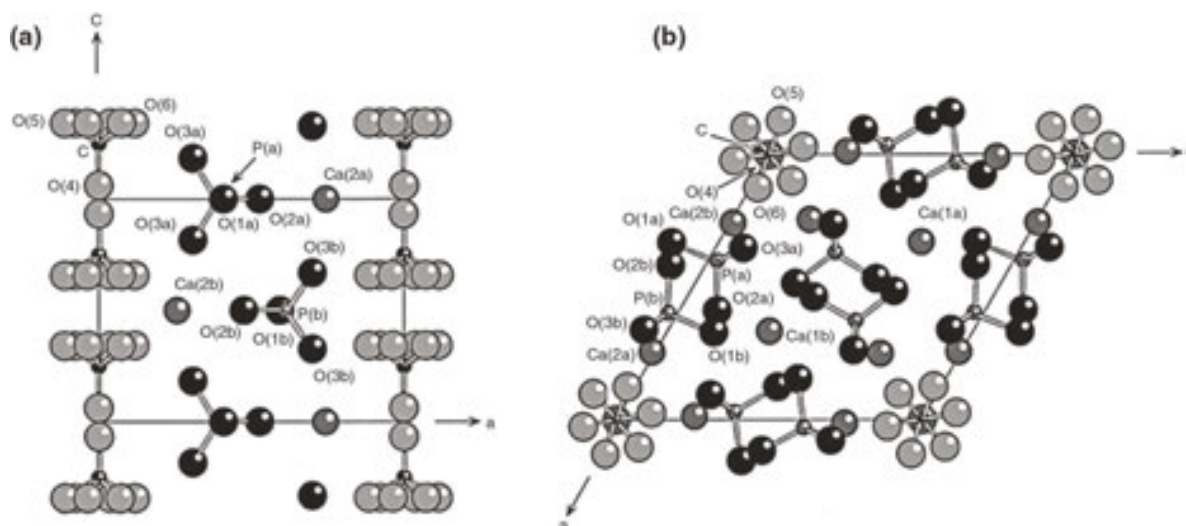 (a)
C
O(5)
O(6)
O(3a)
P(a)
C
Ca(2a)
O(4)
O(3a)
O(1a)
O(2a)
O(3b)
Ca(2b)
P(b)
O(2b)
O(1b)
O(3b)
a
(b)
O(5)
C
O(4)
O(1a)
Ca(2b)
O(6)
Ca(1a)
O(3a)
O(2b)
P(a)
P(b)
O(2a)
O(3b)
Ca(1b)
Ca(2a)
O(1b)